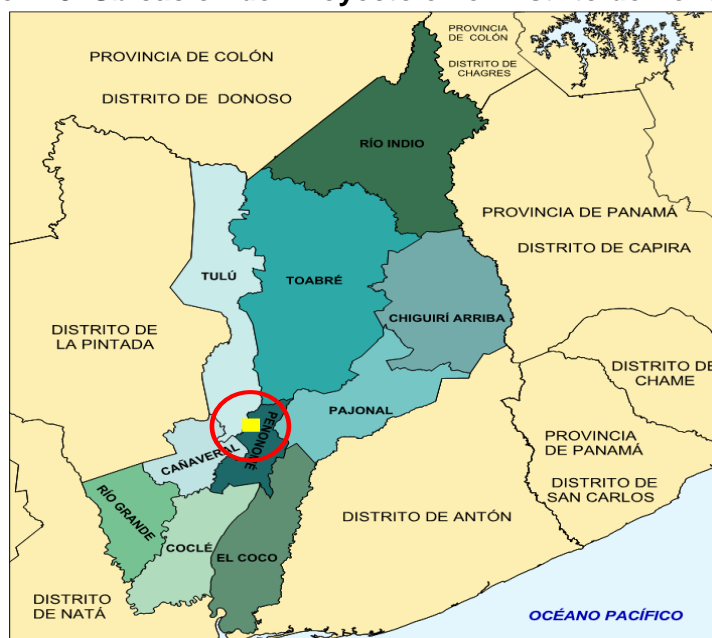 PROVINCIA DE COLÓN
DISTRITO DE DONOSO
PROVINCIA
DE COLÓN
DISTRITO DE
CHAGRES
RÍO INDIO
PROVINCIA DE PANAMÁ
DISTRITO DE CAPIRA
TULÚ
TOABRÉ
CHIGUIRÍ ARRIBA
DISTRITO DE
LA PINTADA
DISTRITO DE
CHAME
PAJONAL
PENONOMÉ
PROVINCIA
DE PANAMÁ
DISTRITO DE
SAN CARLOS
CAÑAVERAL
RÍO GRANDE
DISTRITO DE ANTÓN
COCLÉ
EL COCO
DISTRITO
DE NATÁ
OCÉANO PACÍFICO